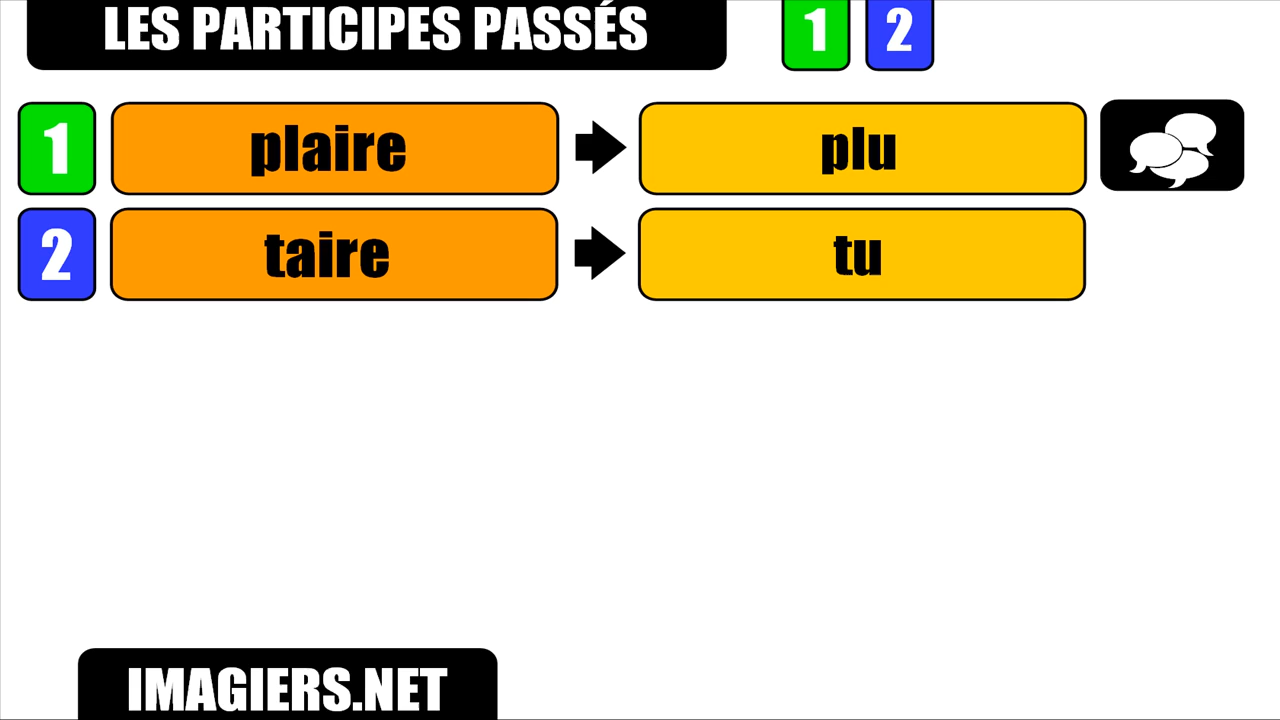 LES PARTICIPES PASSÉS 1 2
1 plaire plu
2 taire tu
IMAGIERS.NET